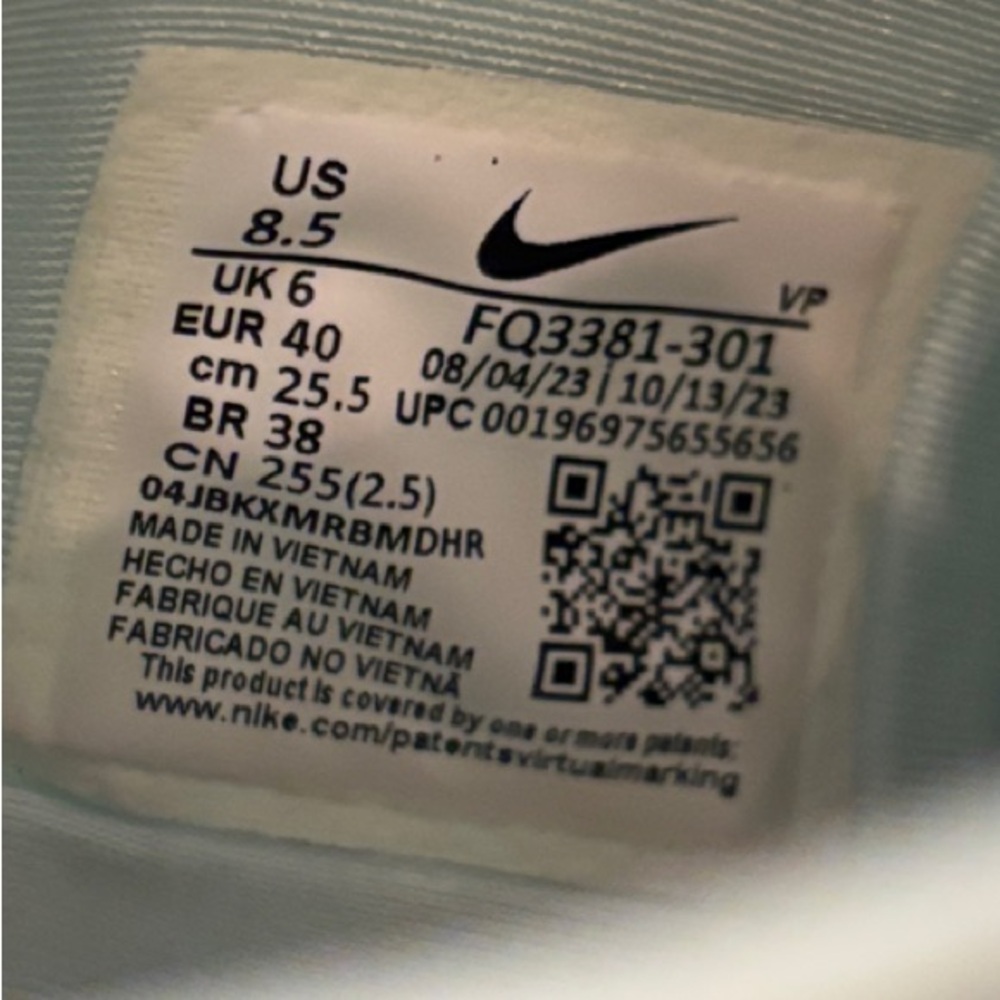 US
8.5
UK 6
EUR 40
cm 25.5
BR 38
CN 255(2.5)
VP
FQ3381-301
08/04/23 | 10/13/23
UPC 00196975655656
04JBKXMRBMDHR
MADE IN VIETNAM
HECHO EN VIETNAM
FABRIQUE AU VIETNAM
FABRICADO NO VIETNÃ
This product is covered by one or more patents:
www.nike.com/patentsvirtualmarking